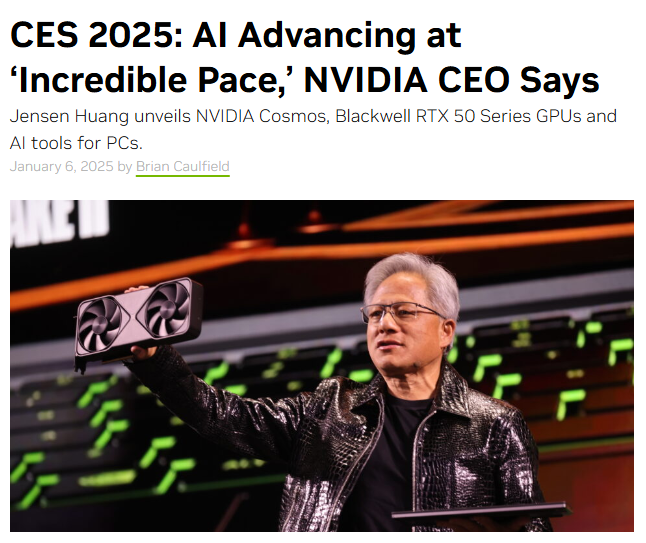 CES 2025: AI Advancing at
‘Incredible Pace,’ NVIDIA CEO Says
Jensen Huang unveils NVIDIA Cosmos, Blackwell RTX 50 Series GPUs and
AI tools for PCs.
January 6, 2025 by Brian Caulfield